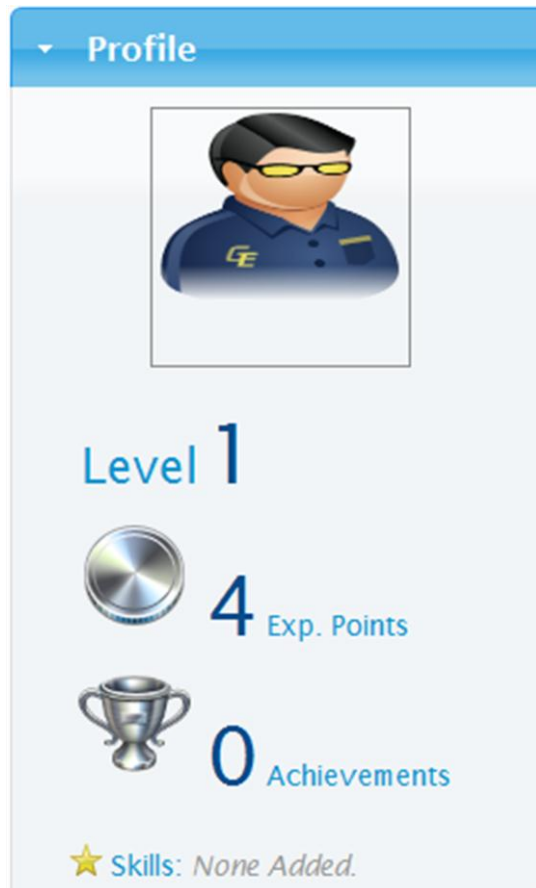 Profile
GE
Level 1
4 Exp. Points
0 Achievements
Skills: None Added.